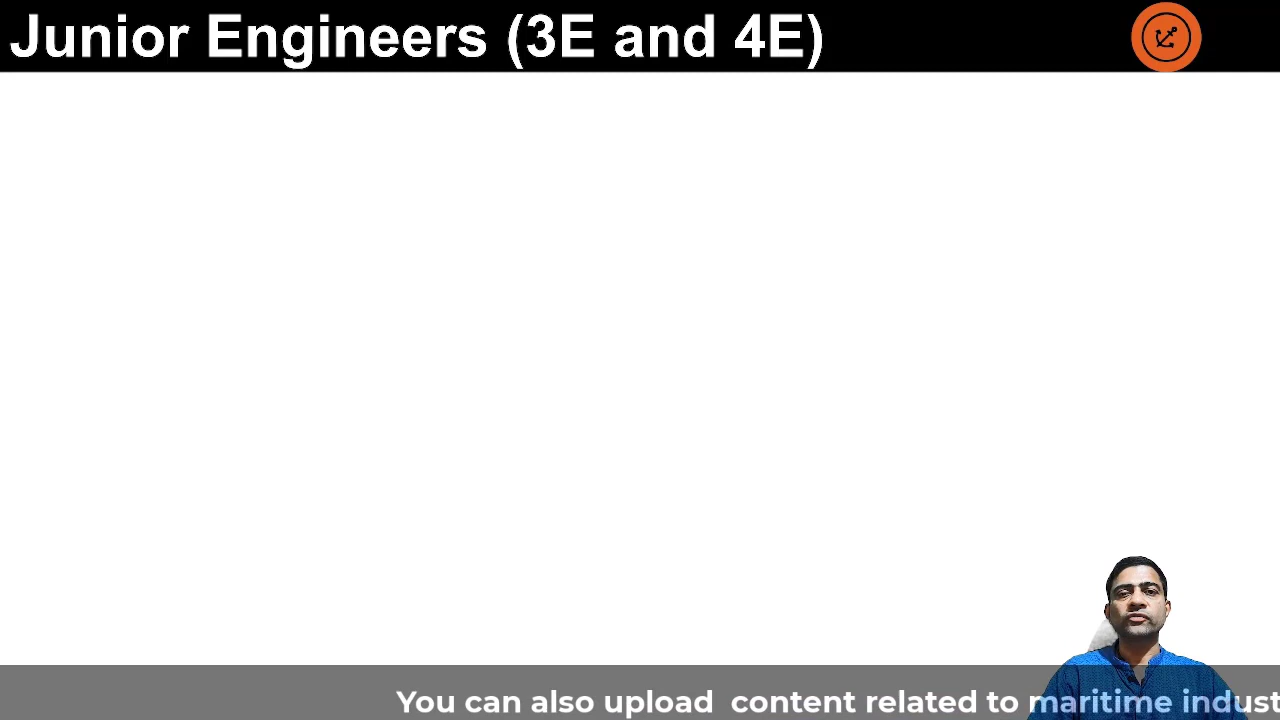 Junior Engineers (3E and 4E)
You can also upload  content related to maritime indust